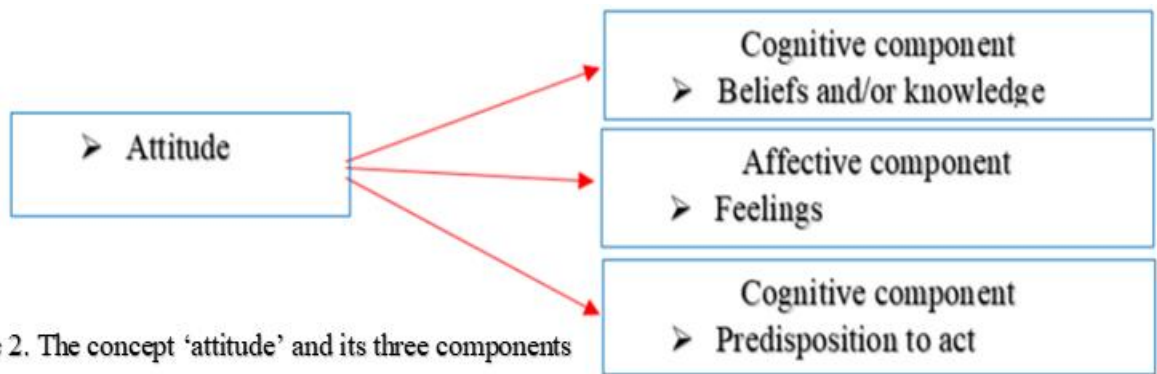 Cognitive component
➢ Beliefs and/or knowledge
➢ Attitude
Affective component
➢ Feelings
Cognitive component
➢ Predisposition to act
2. The concept ‘attitude’ and its three components